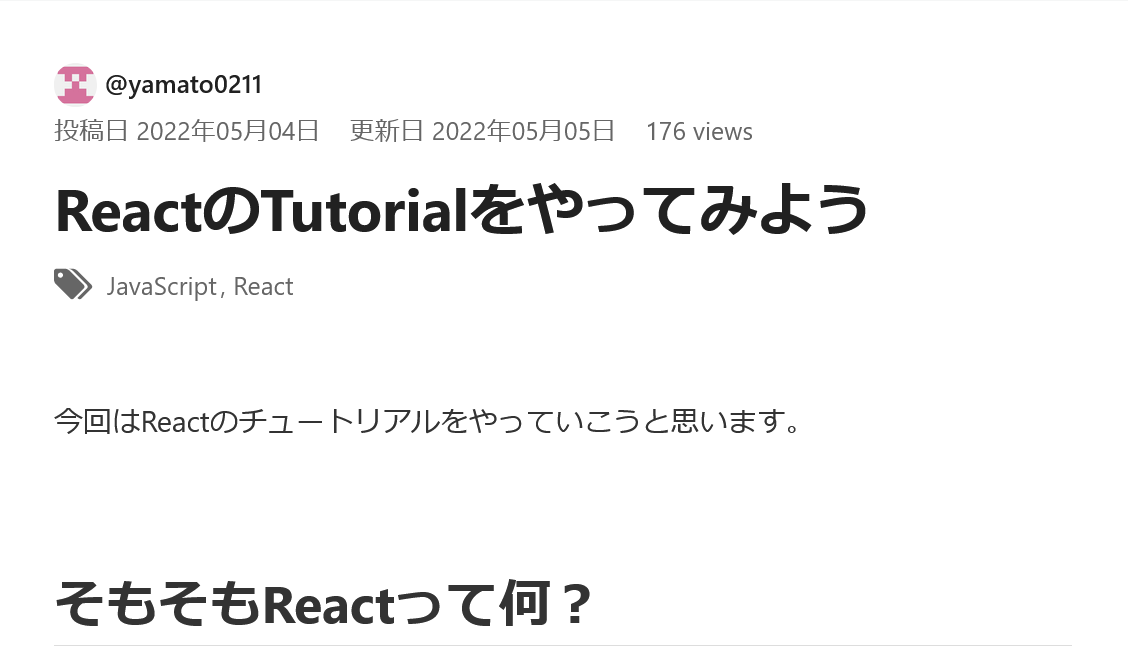 @yamato0211
投稿日 2022年05月04日 更新日 2022年05月05日 176 views
ReactのTutorialをやってみよう
JavaScript, React
今回はReactのチュートリアルをやっていこうと思います。
そもそもReactって何？